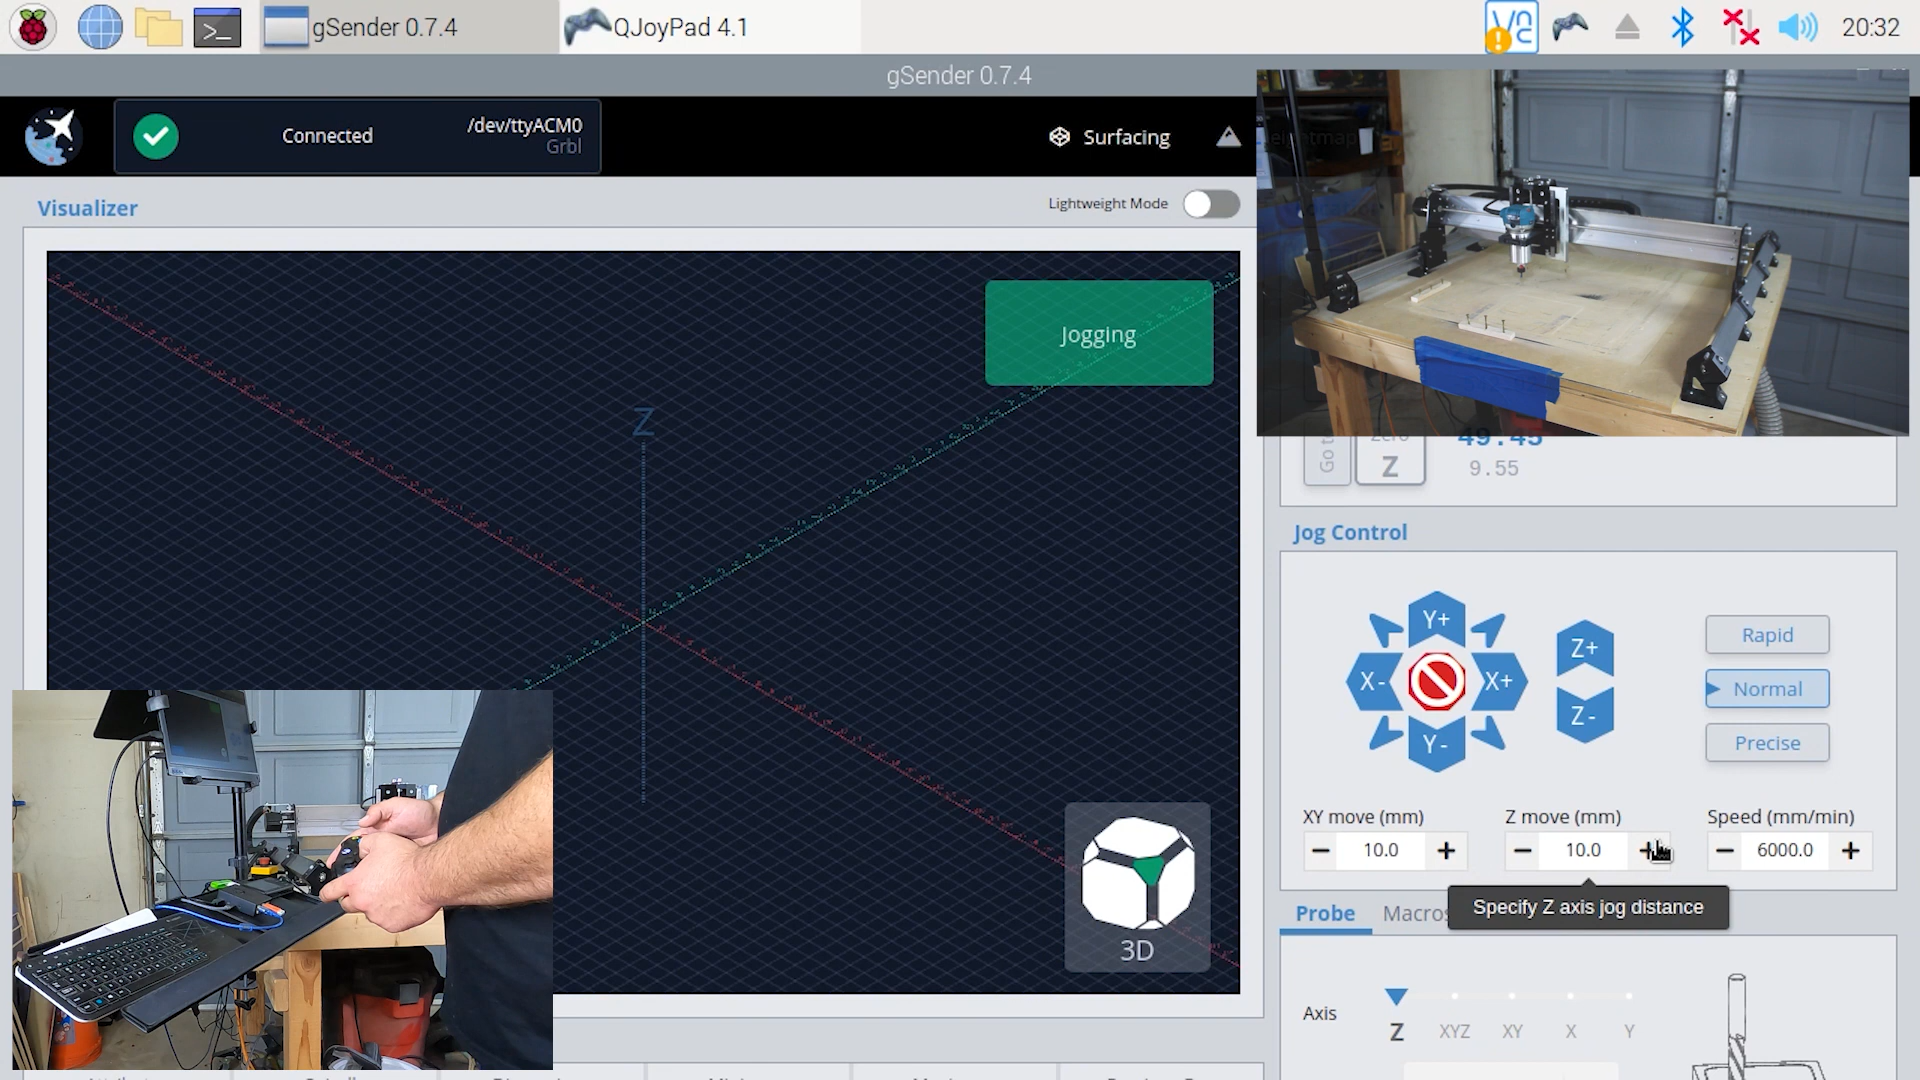 gSender 0.7.4
QJoyPad 4.1
20:32
gSender 0.7.4
Connected
/dev/ttyACM0
Grbl
Surfacing
Visualizer
Lightweight Mode
Jogging
Z
Z
49.45
9.55
Jog Control
Y+
X-
X+
Y-
Z+
Z-
Rapid
Normal
Precise
XY move (mm)
Z move (mm)
Speed (mm/min)
10.0
10.0
6000.0
Specify Z axis jog distance
Probe
3D
Axis
Z
XYZ
XY
X
Y